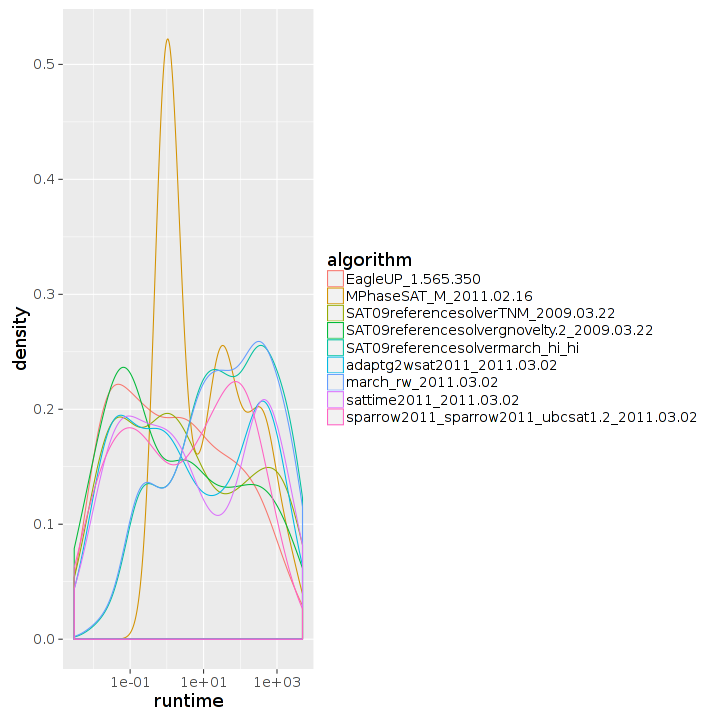 0.5
0.4
0.3
0.2
0.1
0.0
density
1e-01 1e+01 1e+03
runtime
algorithm
EagleUP_1.565.350
MPhaseSAT_M_2011.02.16
SAT09referencesolverTNM_2009.03.22
SAT09referencesolvergnovelty.2_2009.03.22
SAT09referencesolvermarch_hi_hi
adaptg2wsat2011_2011.03.02
march_rw_2011.03.02
sattime2011_2011.03.02
sparrow2011_sparrow2011_ubcsat1.2_2011.03.02